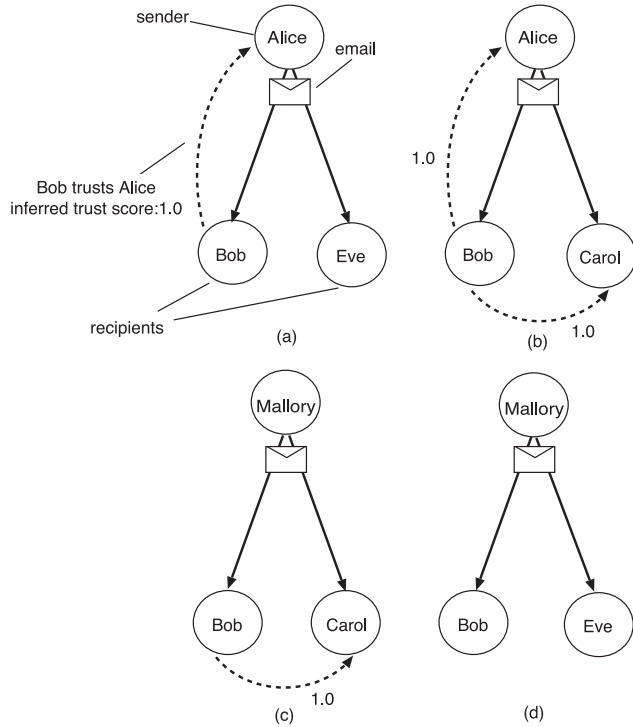 sender
Alice
email
Bob trusts Alice
inferred trust score:1.0
Bob
Eve
recipients
(a)
Alice
1.0
Bob
Carol
1.0
(b)
Mallory
Bob
Carol
1.0
(c)
Mallory
Bob
Eve
(d)